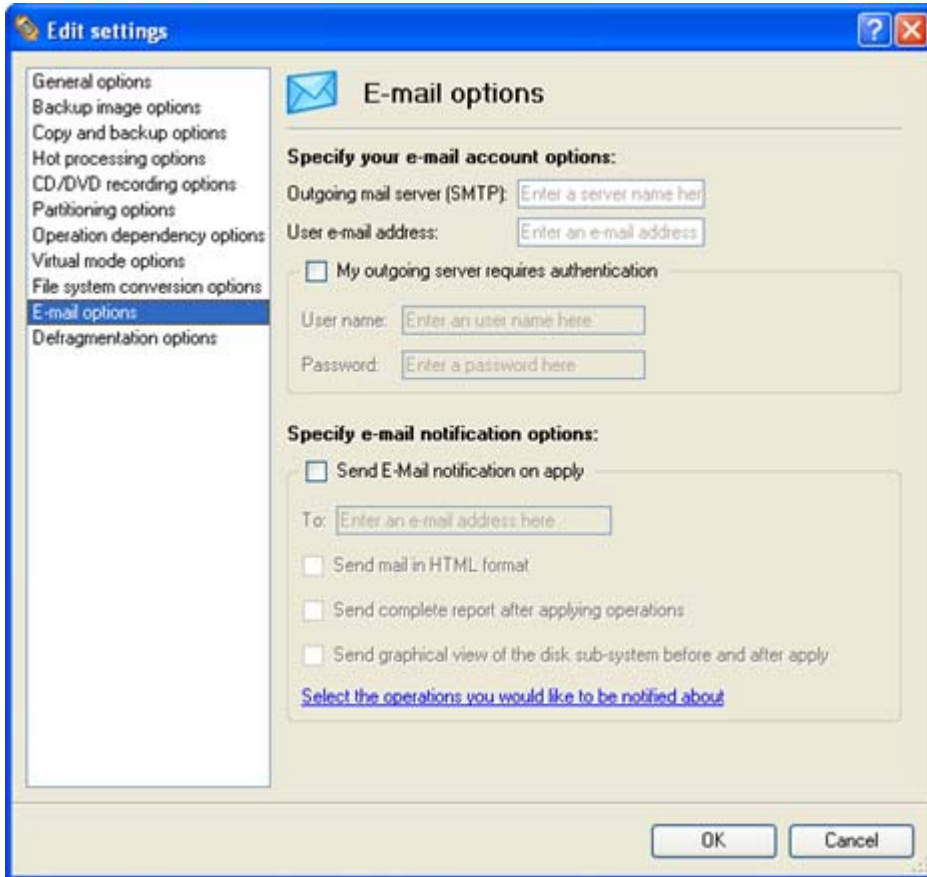 Edit settings
General options
Backup image options
Copy and backup options
Hot processing options
CD/DVD recording options
Partitioning options
Operation dependency options
Virtual mode options
File system conversion options
E-mail options
Defragmentation options
E-mail options
Specify your e-mail account options:
Outgoing mail server (SMTP): Enter a server name her
User e-mail address: Enter an e-mail address
My outgoing server requires authentication
User name: Enter an user name here
Password: Enter a password here
Specify e-mail notification options:
Send E-Mail notification on apply
To: Enter an e-mail address here
Send mail in HTML format
Send complete report after applying operations
Send graphical view of the disk sub-system before and after apply
Select the operations you would like to be notified about
OK Cancel